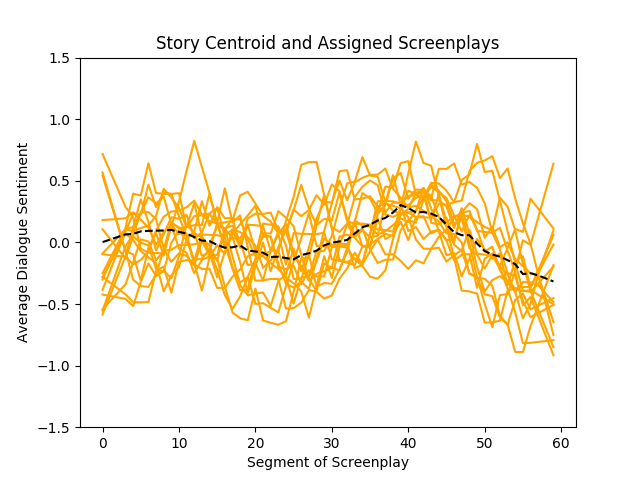 Story Centroid and Assigned Screenplays
1.5
1.0
0.5
0.0
−0.5
−1.0
−1.5
Average Dialogue Sentiment
0 10 20 30 40 50 60
Segment of Screenplay